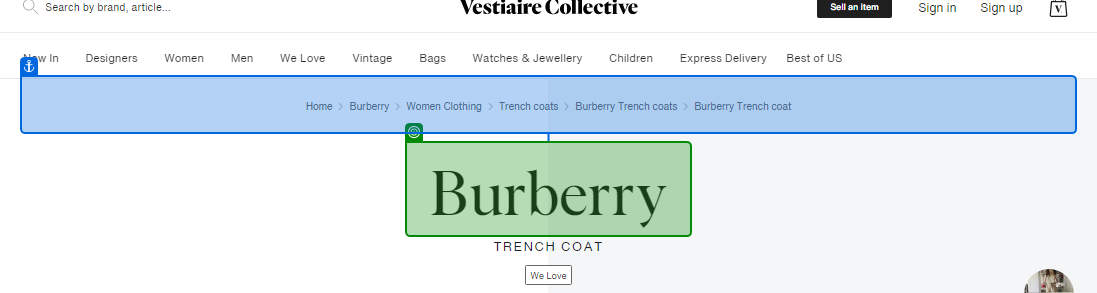 Search by brand, article...
Vestiaire Collective
Sell an item
Sign in
Sign up
New In Designers Women Men We Love Vintage Bags Watches & Jewellery Children Express Delivery Best of US
Home > Burberry > Women Clothing > Trench coats > Burberry Trench coats > Burberry Trench coat
Burberry
TRENCH COAT
We Love